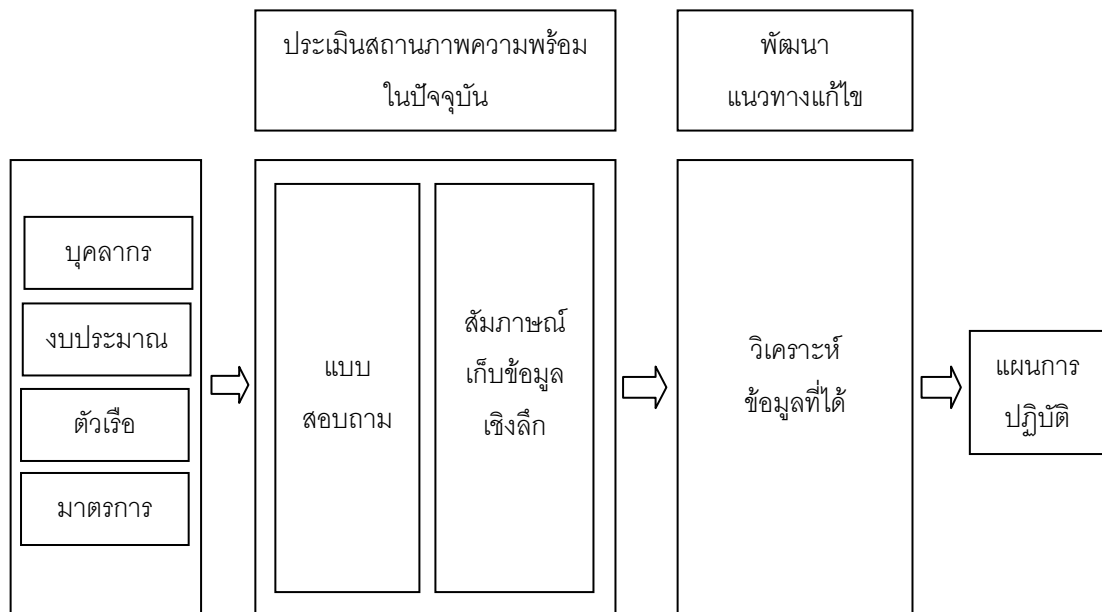 ประเมินสถานภาพความพร้อม
ในปัจจุบัน
พัฒนา
แนวทางแก้ไข
บุคลากร
งบประมาณ
ตัวเรือ
มาตรการ
แบบ
สอบถาม
สัมภาษณ์
เก็บข้อมูล
เชิงลึก
วิเคราะห์
ข้อมูลที่ได้
แผนการ
ปฏิบัติ